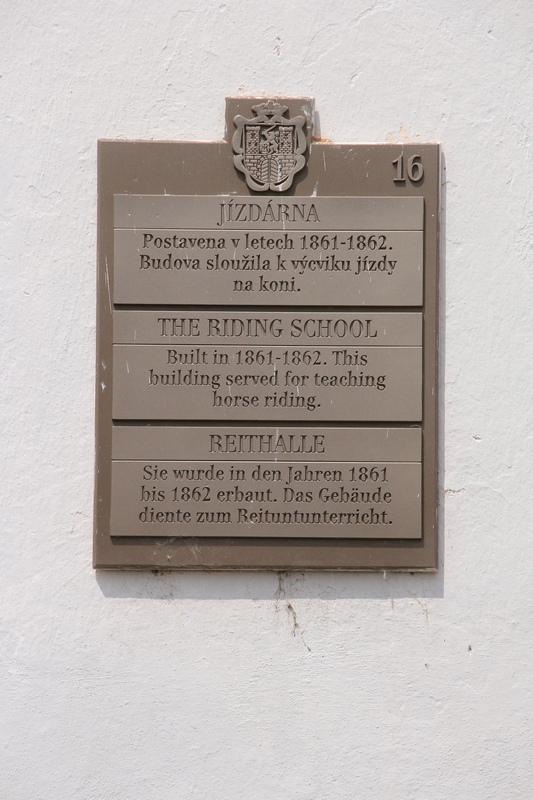 16
JÍZDÁRNA
Postavena v letech 1861-1862.
Budova sloužila k výcviku jízdy
na koni.
THE RIDING SCHOOL
Built in 1861-1862. This
building served for teaching
horse riding.
REITHALLE
Sie wurde in den Jahren 1861
bis 1862 erbaut. Das Gebäude
diente zum Reituntunterricht.